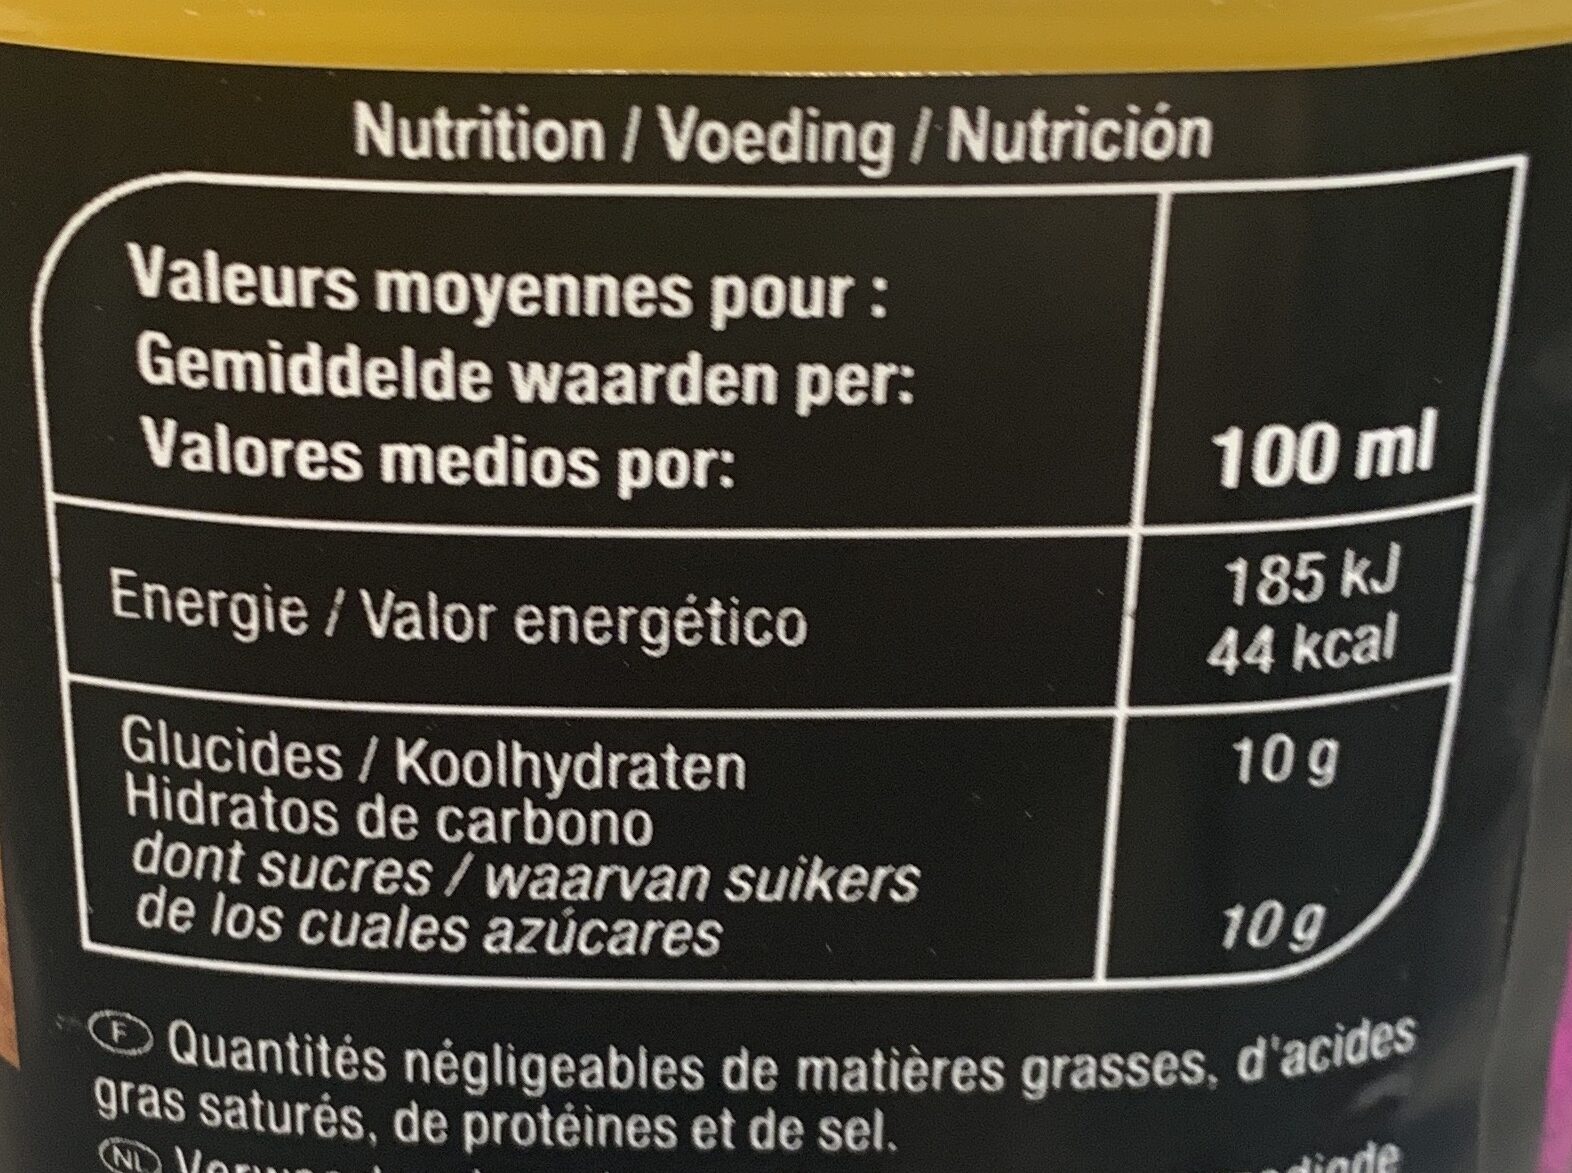 Nutrition / Voeding / Nutrición
Valeurs moyennes pour :
Gemiddelde waarden per:
Valores medios por:
100 ml
Energie / Valor energético
185 kJ
44 kcal
Glucides / Koolhydraten
10 g
Hidratos de carbono
dont sucres / waarvan suikers
de los cuales azúcares
10 g
F Quantités négligeables de matières grasses, d'acides
gras saturés, de protéines et de sel.
NL